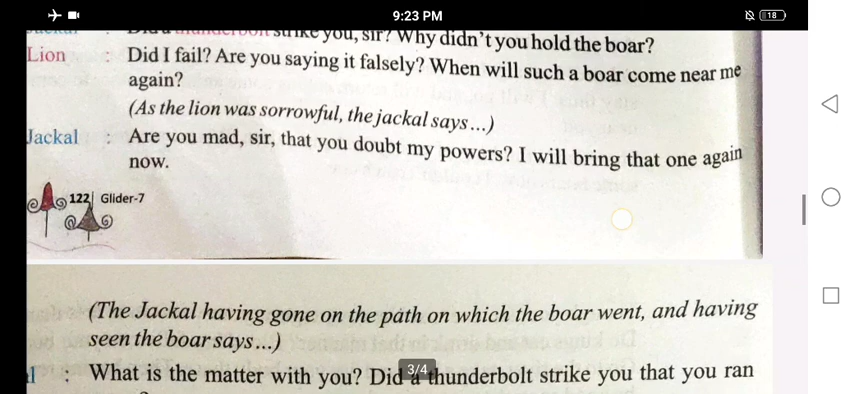 9:23 PM
18
strike you, sir? Why didn't you hold the boar?
Lion : Did I fail? Are you saying it falsely? When will such a boar come near me
again?
(As the lion was sorrowful, the jackal says...)
Jackal : Are you mad, sir, that you doubt my powers? I will bring that one again
now.
122 Glider-7
(The Jackal having gone on the path on which the boar went, and having
seen the boar says...)
: What is the matter with you? Did a thunderbolt strike you that you ran
3/4